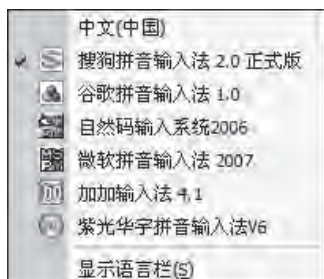 中文(中国)
搜狗拼音输入法 2.0 正式版
谷歌拼音输入法 1.0
自然码输入系统2006
微软拼音输入法 2007
加加输入法 4.1
紫光华宇拼音输入法V6
显示语言栏(S)